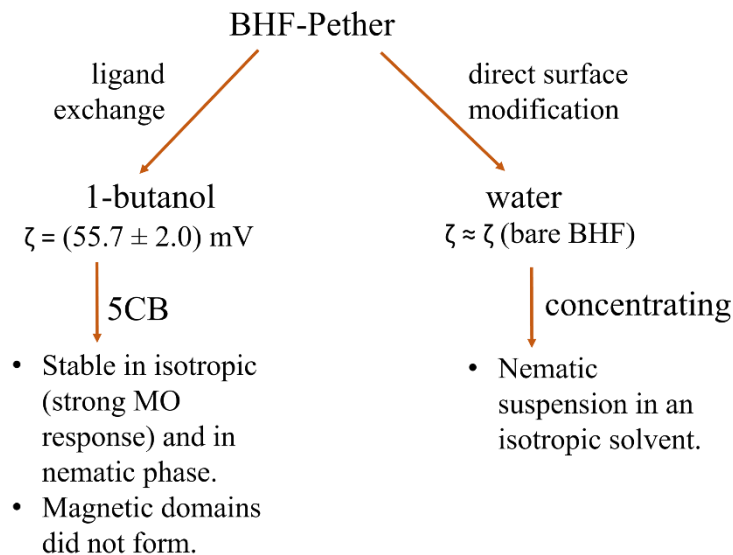 BHF-Pether
ligand
exchange
direct surface
modification
1-butanol
ζ = (55.7 ± 2.0) mV
water
ζ ≈ ζ (bare BHF)
5CB
concentrating
• Stable in isotropic
(strong MO
response) and in
nematic phase.
• Magnetic domains
did not form.
• Nematic
suspension in an
isotropic solvent.